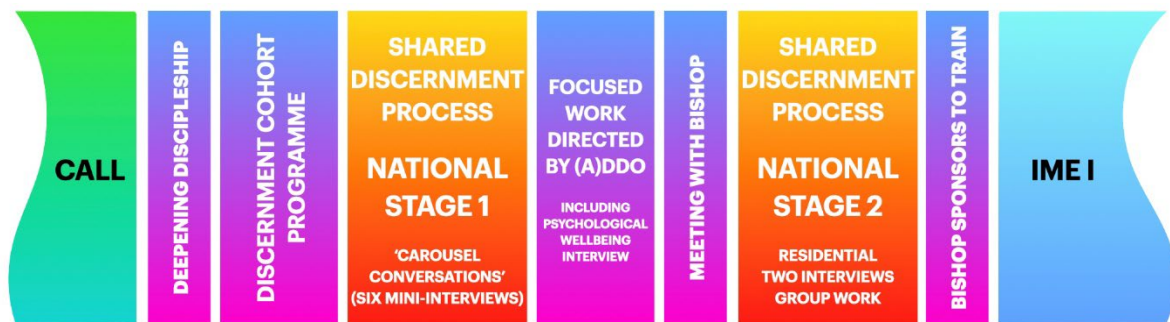 CALL
DEEPENING DISCIPLESHIP
DISCERNMENT COHORT
PROGRAMME
SHARED
DISCERNMENT
PROCESS
NATIONAL
STAGE 1
‘CAROUSEL
CONVERSATIONS’
(SIX MINI-INTERVIEWS)
FOCUSED
WORK
DIRECTED
BY (A)DDO
INCLUDING
PSYCHOLOGICAL
WELLBEING
INTERVIEW
MEETING WITH BISHOP
SHARED
DISCERNMENT
PROCESS
NATIONAL
STAGE 2
RESIDENTIAL
TWO INTERVIEWS
GROUP WORK
BISHOP SPONSORS TO TRAIN
IME I